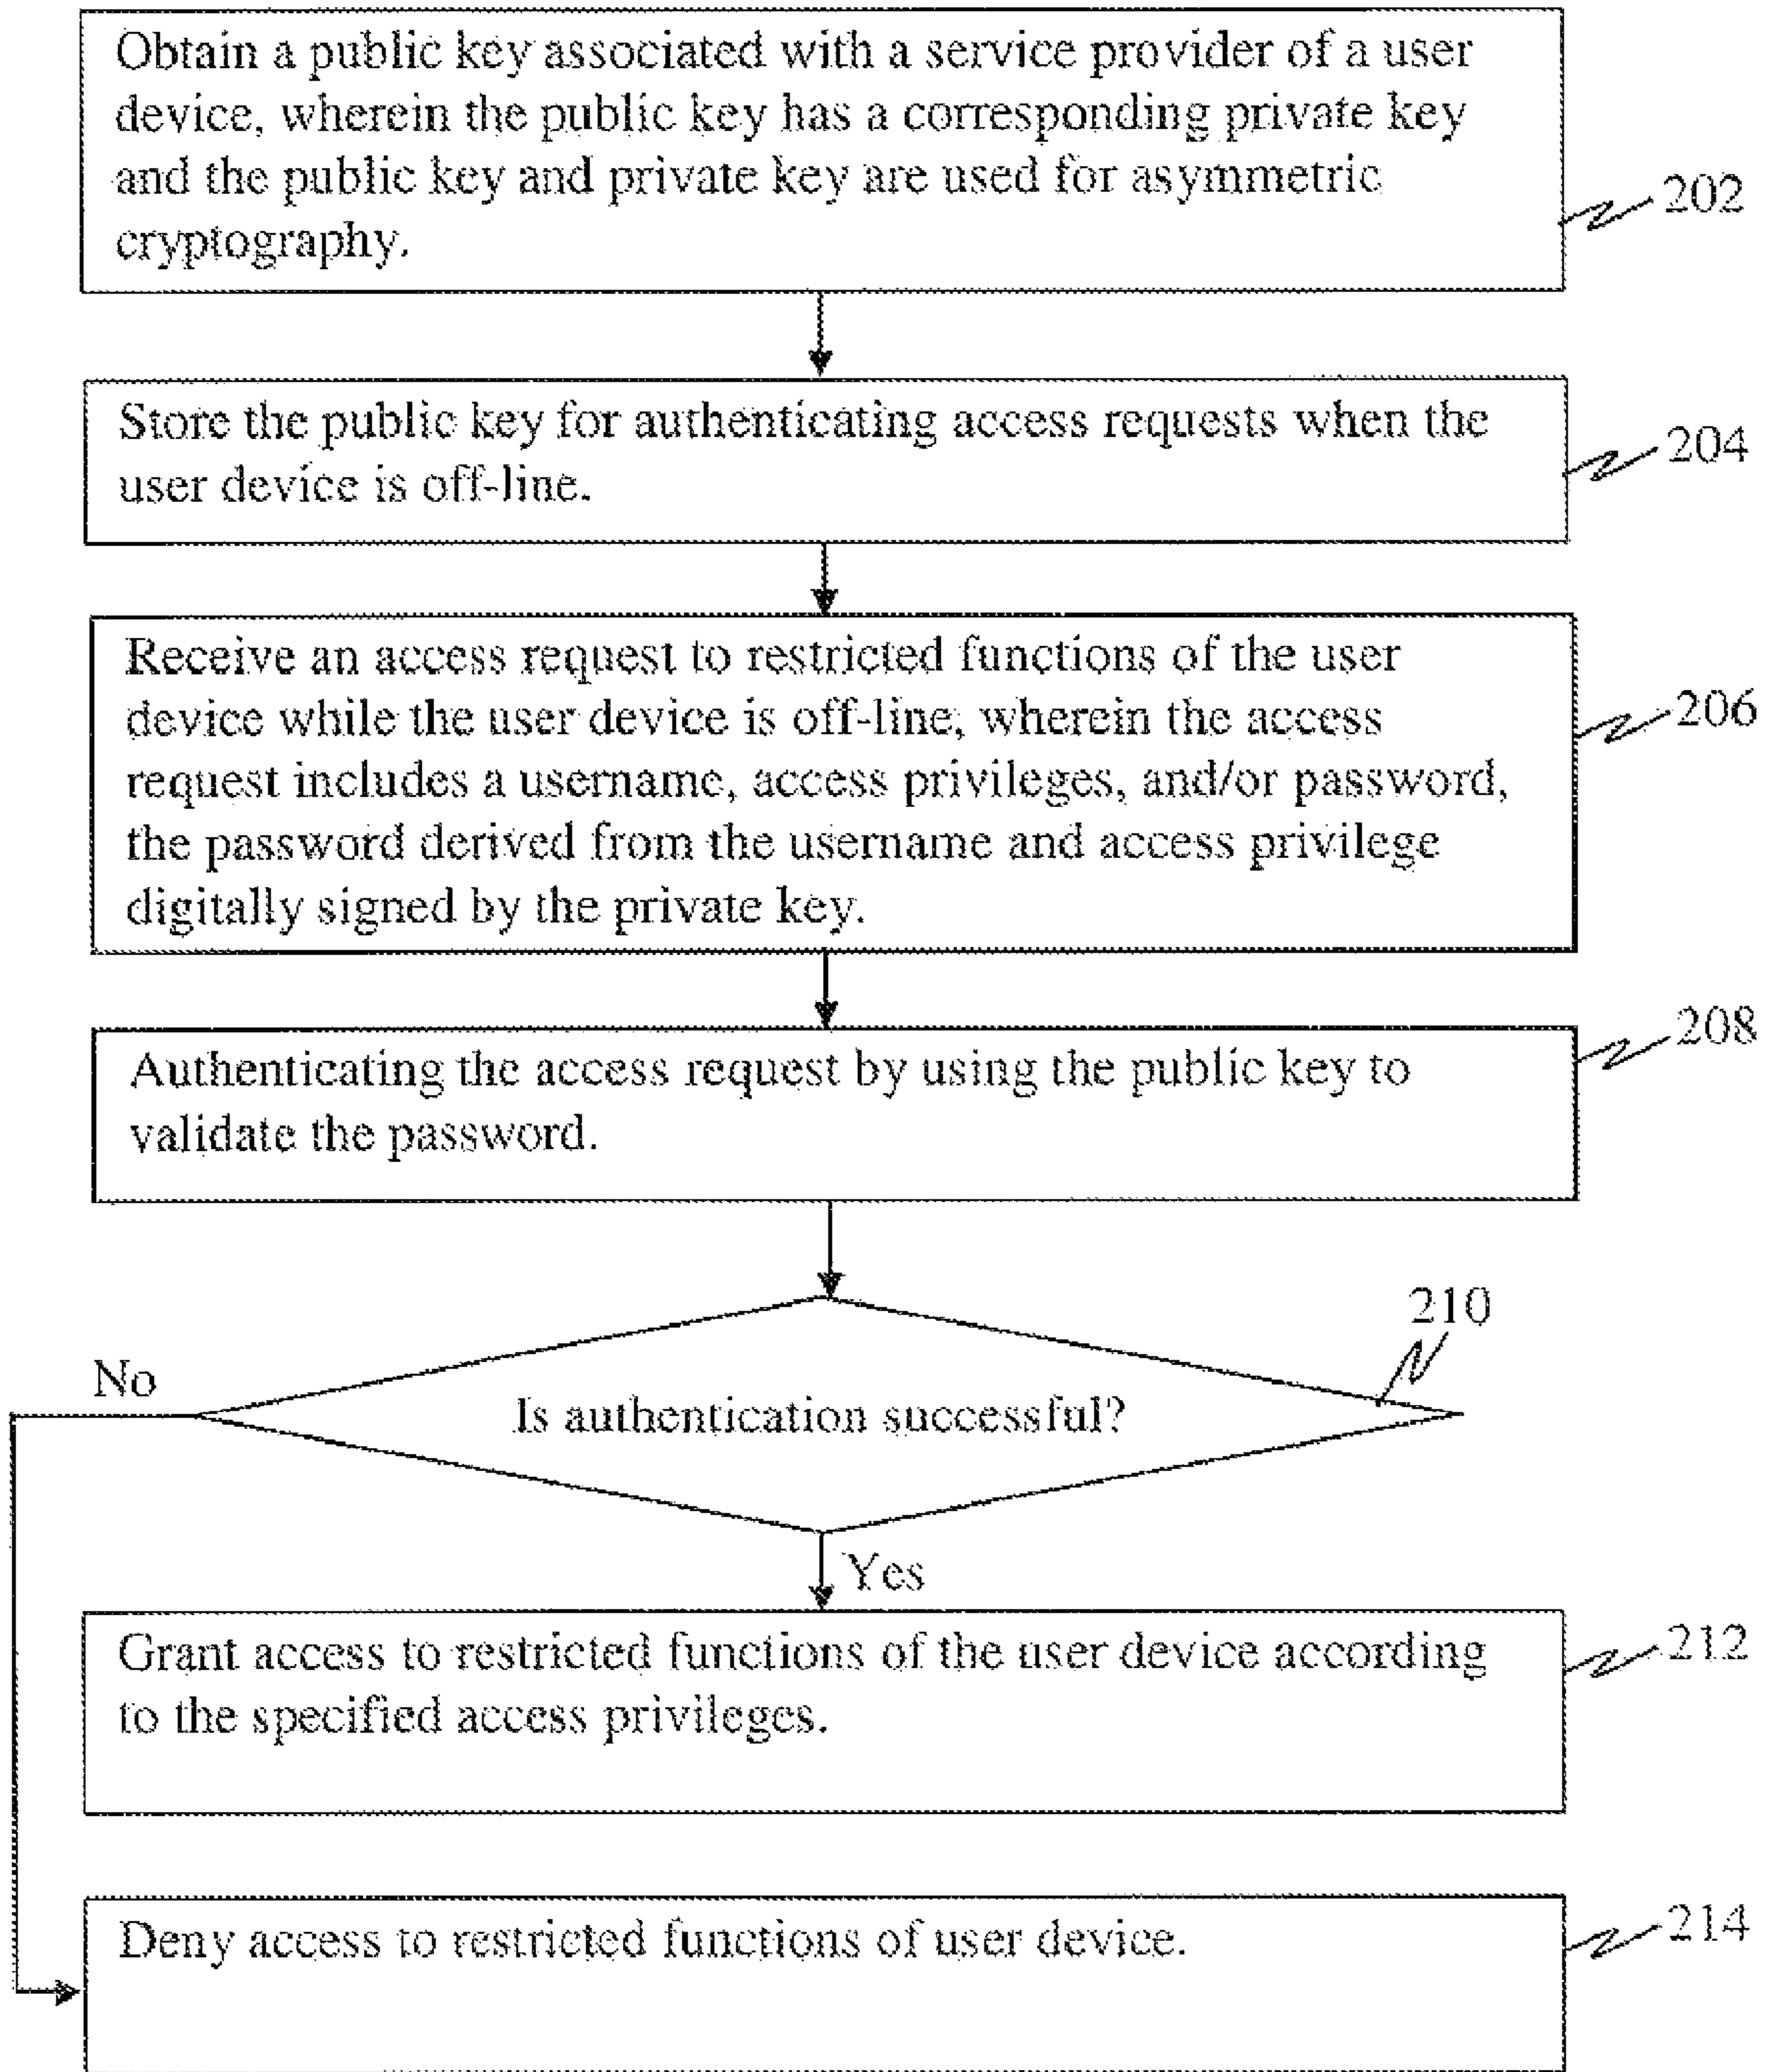 Obtain a public key associated with a service provider of a user
device, wherein the public key has a corresponding private key
and the public key and private key are used for asymmetric
cryptography.
202
Store the public key for authenticating access requests when the
user device is off-line.
204
Receive an access request to restricted functions of the user
device while the user device is off-line, wherein the access
request includes a username, access privileges, and/or password,
the password derived from the username and access privilege
digitally signed by the private key.
206
Authenticating the access request by using the public key to
validate the password.
208
210
No
Is authentication successful?
Yes
Grant access to restricted functions of the user device according
to the specified access privileges.
212
Deny access to restricted functions of user device.
214